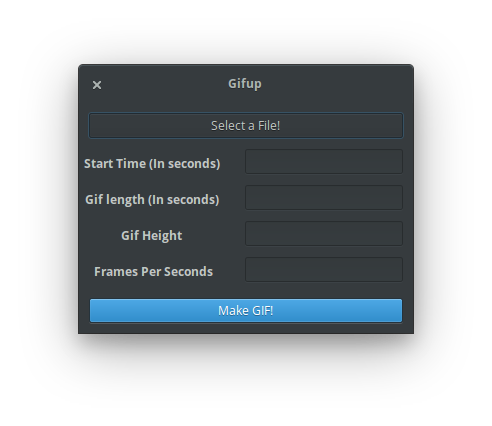 Gifup
Select a File!
Start Time (In seconds)
Gif length (In seconds)
Gif Height
Frames Per Seconds
Make GIF!